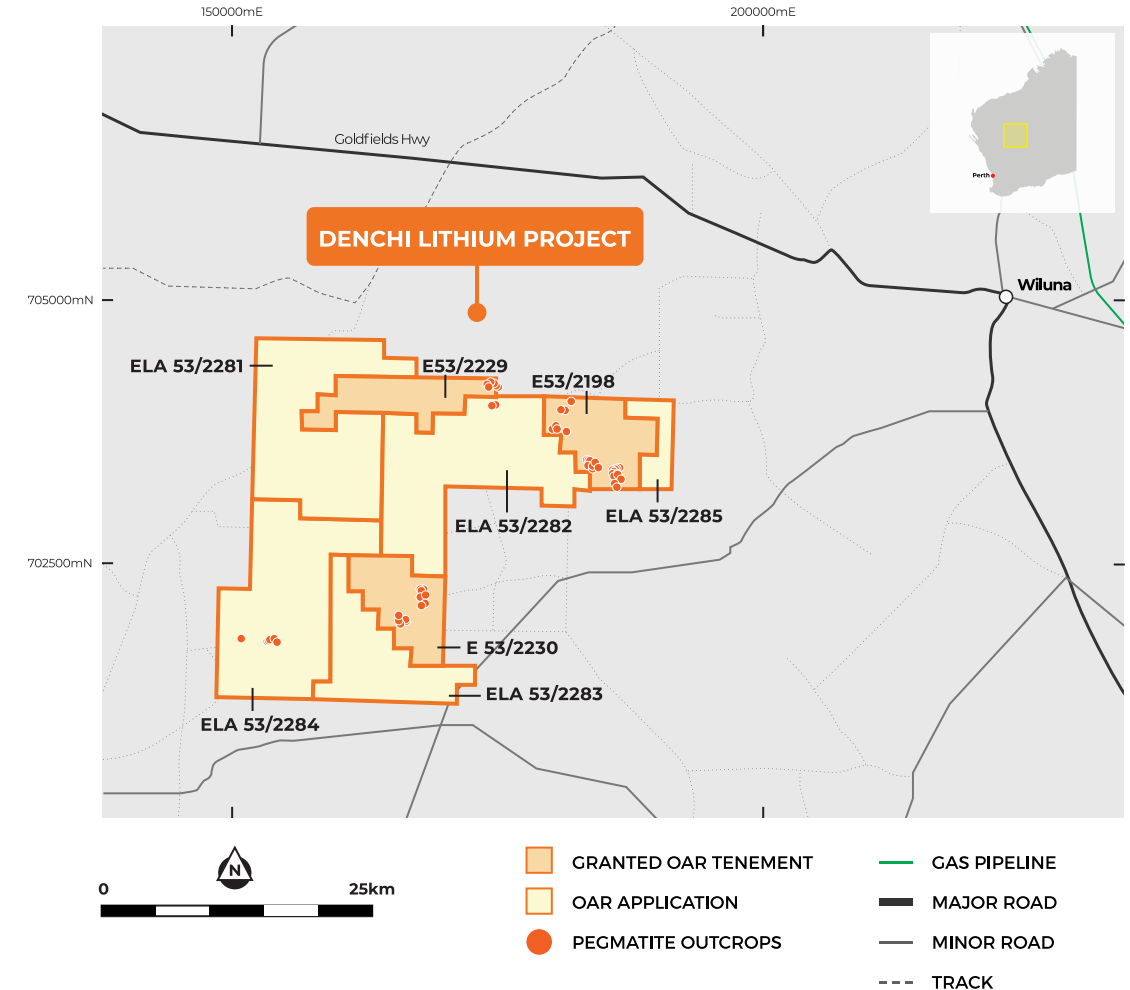 150000mE
200000mE
Goldfields Hwy
Perth
DENCHI LITHIUM PROJECT
Wiluna
705000mN
ELA 53/2281
E53/2229
E53/2198
ELA 53/2282
ELA 53/2285
702500mN
E 53/2230
ELA 53/2283
ELA 53/2284
N
0
25km
GRANTED OAR TENEMENT
OAR APPLICATION
PEGMATITE OUTCROPS
GAS PIPELINE
MAJOR ROAD
MINOR ROAD
TRACK